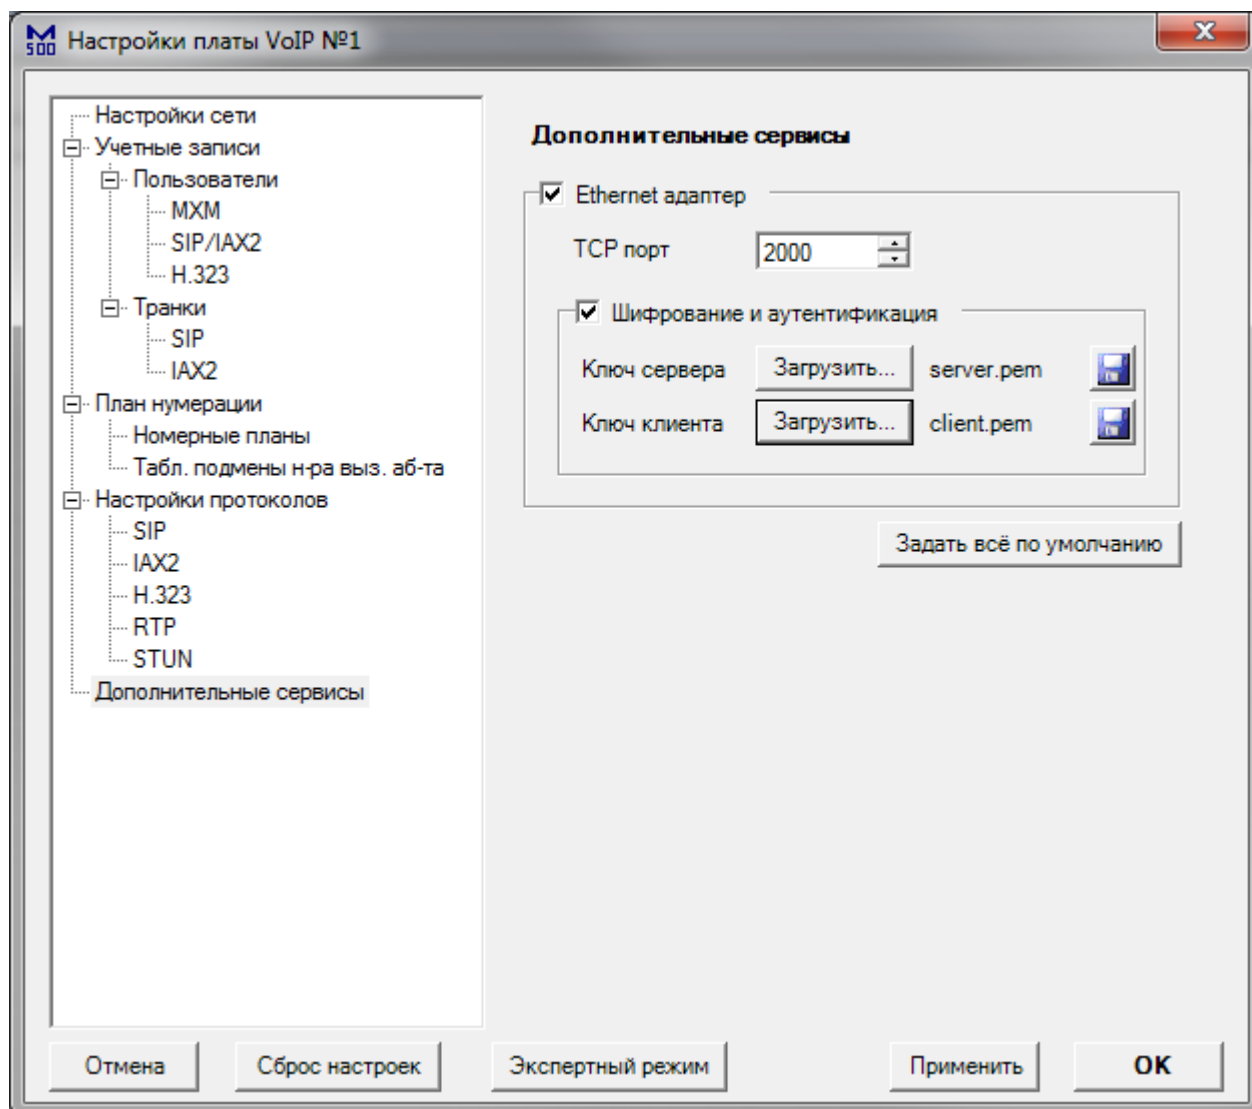 M 500 Настройки платы VoIP №1
Настройки сети
Учетные записи
Пользователи
MXM
SIP/IAX2
H.323
Транки
SIP
IAX2
План нумерации
Номерные планы
Табл. подмены н-ра выз. аб-та
Настройки протоколов
SIP
IAX2
H.323
RTP
STUN
Дополнительные сервисы
Дополнительные сервисы
Ethernet адаптер
TCP порт 2000
Шифрование и аутентификация
Ключ сервера Загрузить... server.pem
Ключ клиента Загрузить... client.pem
Задать всё по умолчанию
Отмена Сброс настроек Экспертный режим Применить OK